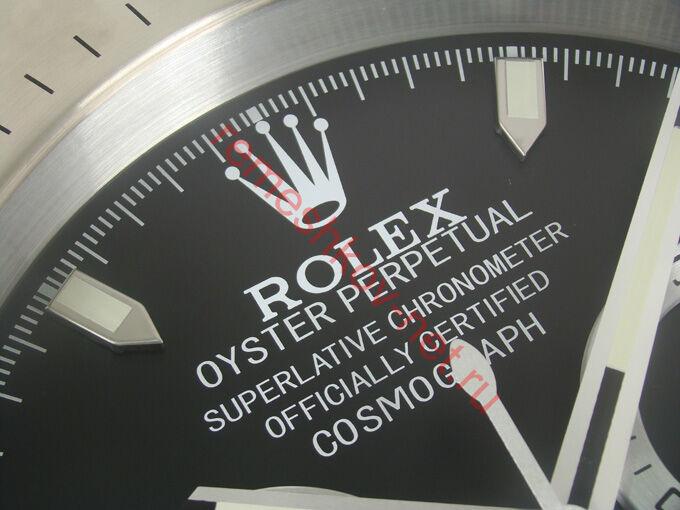 ROLEX
OYSTER PERPETUAL
SUPERLATIVE CHRONOMETER
OFFICIALLY CERTIFIED
COSMOGRAPH